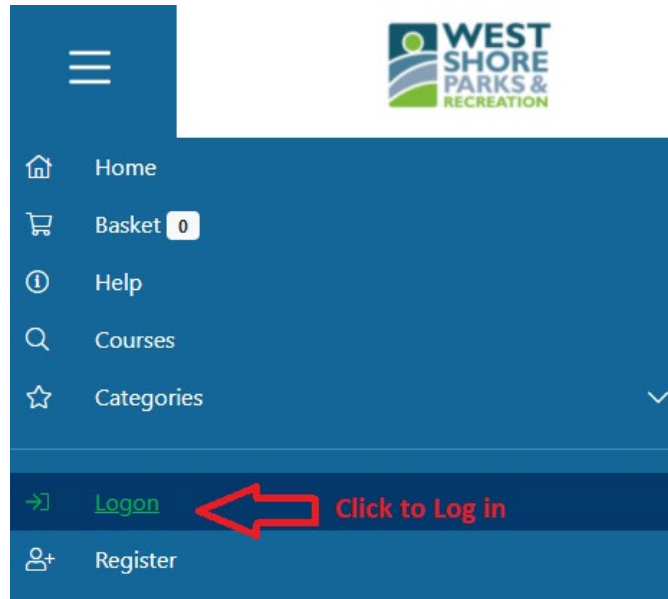 WEST
SHORE
PARKS &
RECREATION
Home
Basket 0
Help
Courses
Categories
Logon Click to Log in
Register